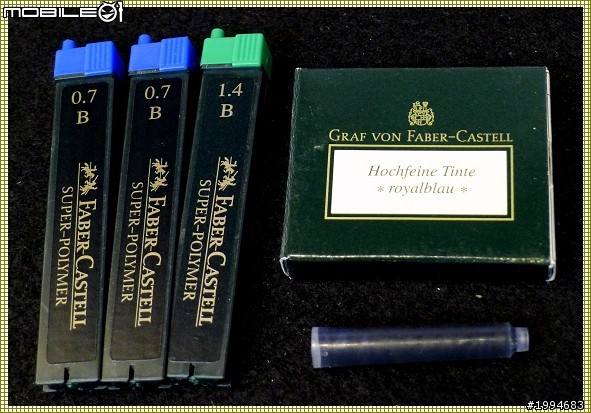 MOBILE01
0.7
B
FABER-CASTELL
SUPER-POLYMER
0.7
B
FABER-CASTELL
SUPER-POLYMER
1.4
B
FABER-CASTELL
SUPER-POLYMER
GRAF VON FABER-CASTELL
Hochfeine Tinte
* royalblau *
#1994683